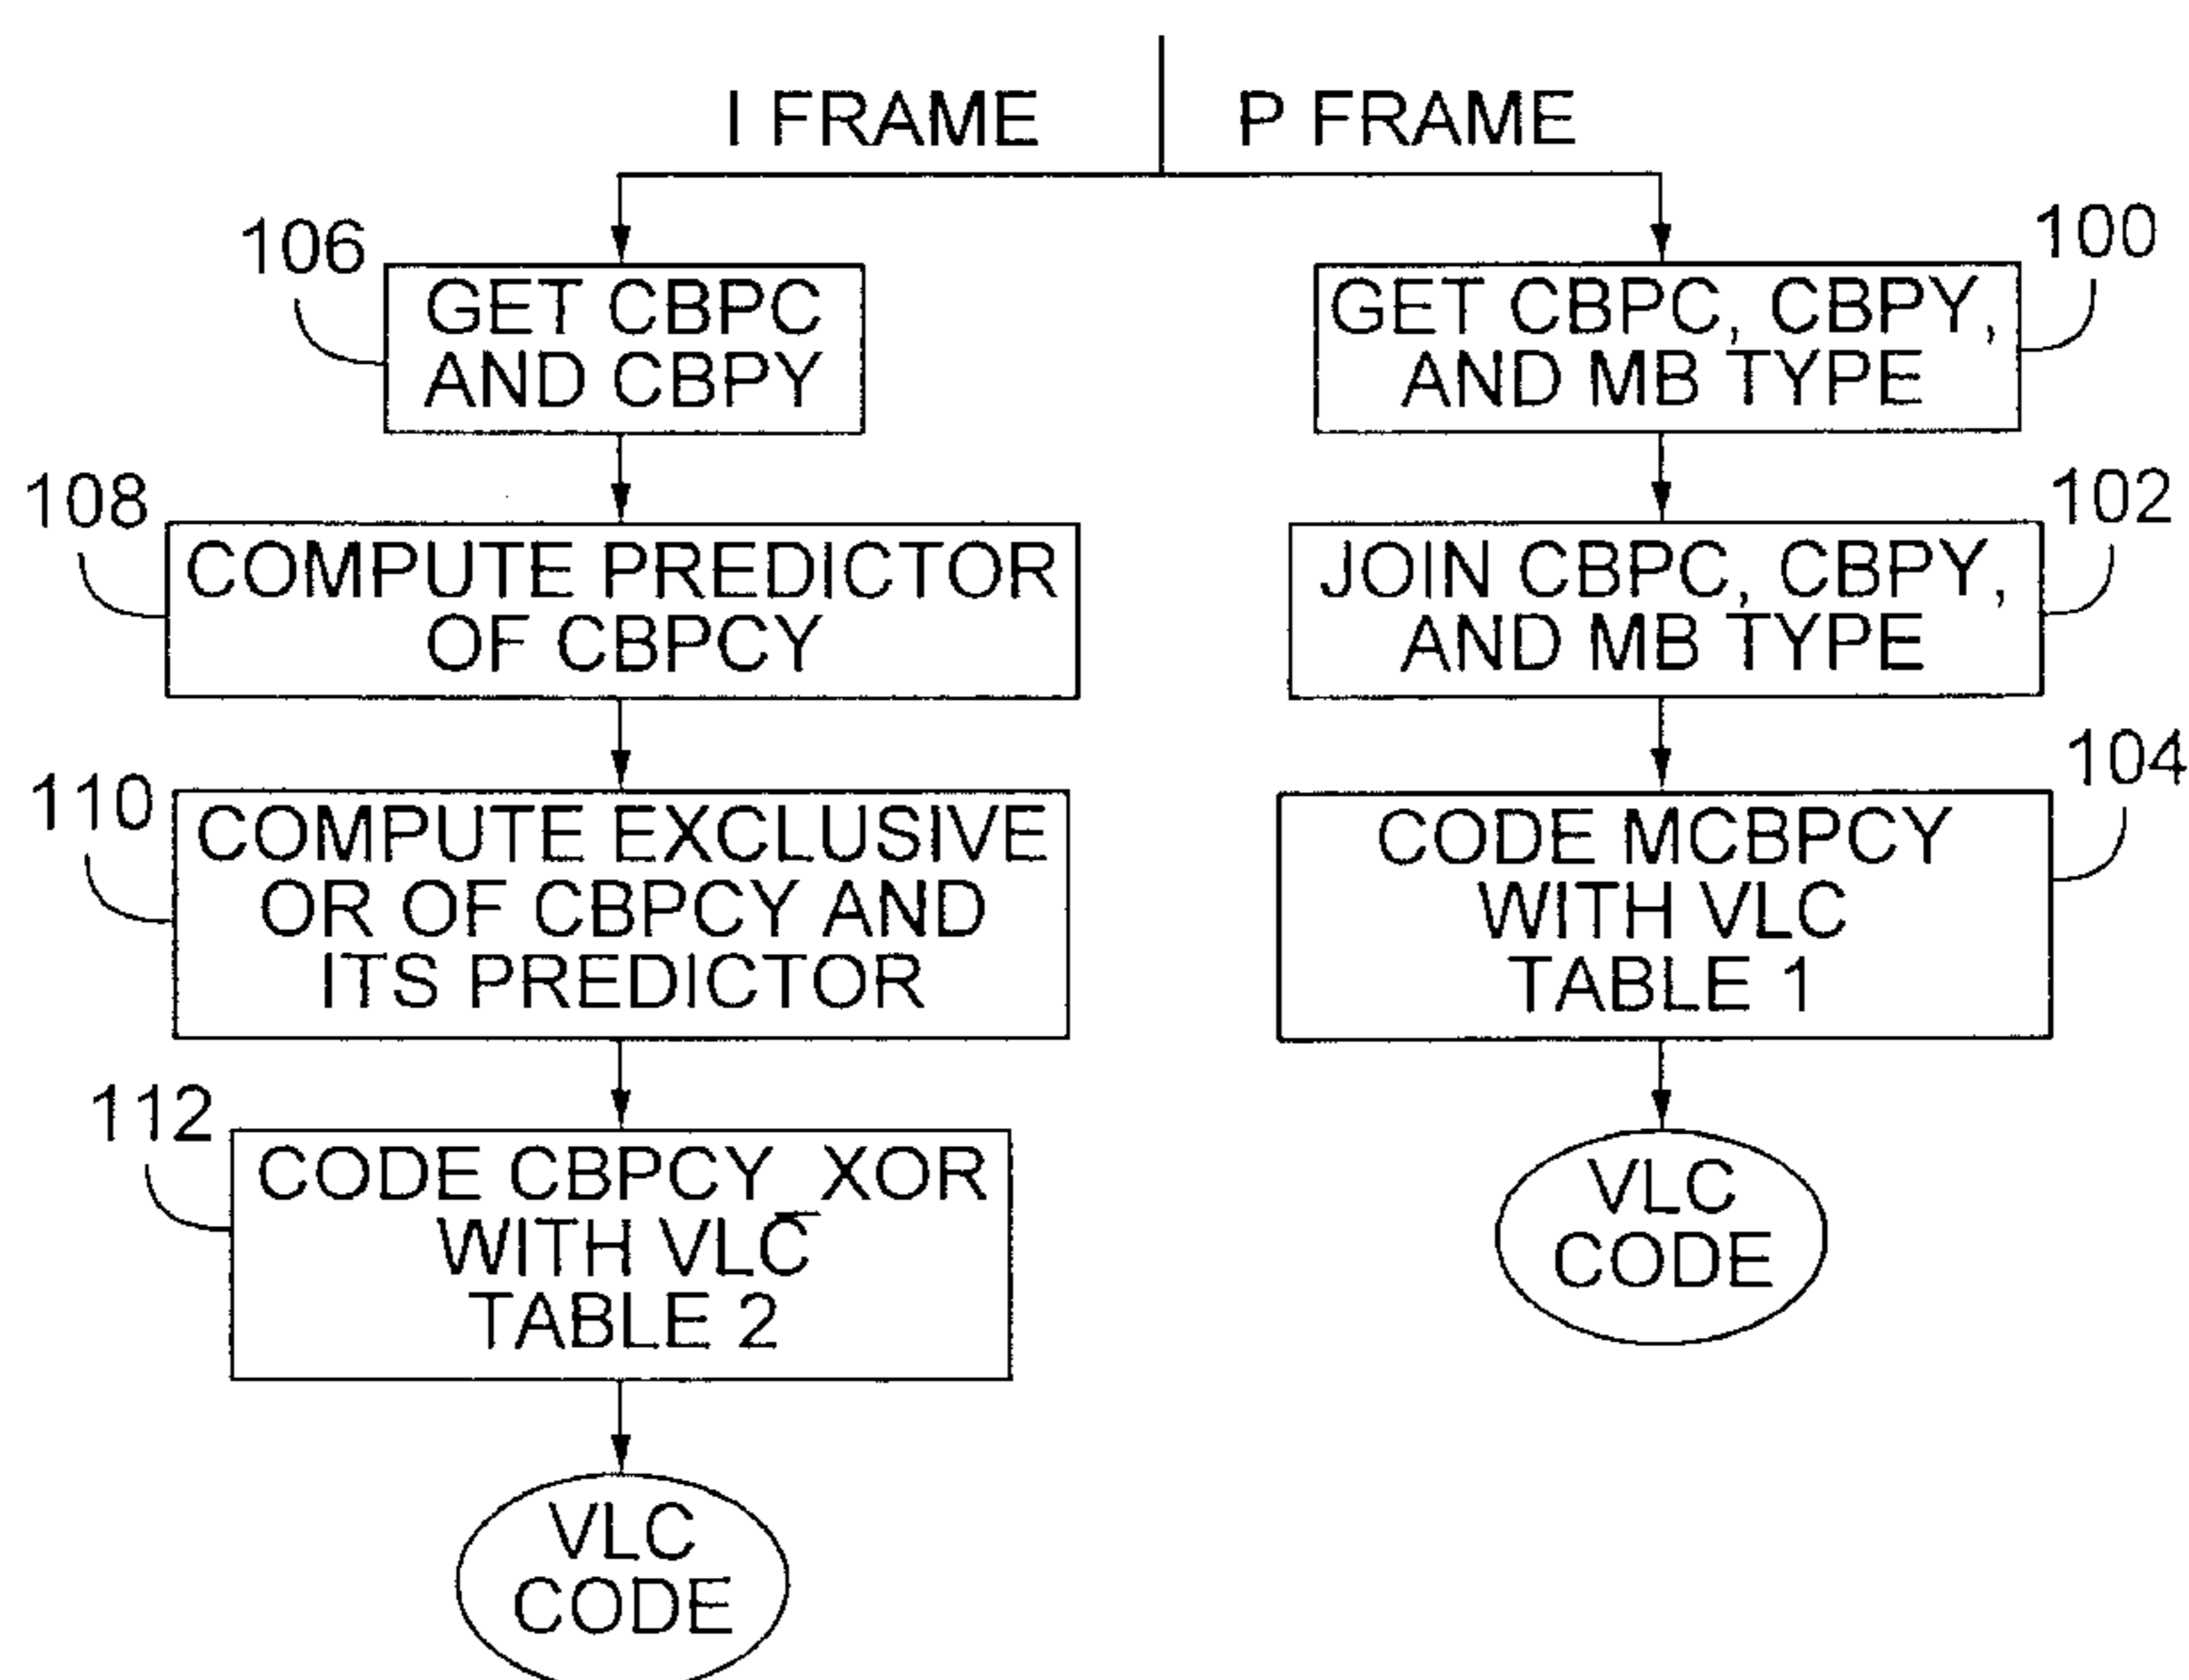 I FRAME
P FRAME
106
GET CBPC
AND CBPY
100
GET CBPC, CBPY,
AND MB TYPE
108
COMPUTE PREDICTOR
OF CBPCY
102
JOIN CBPC, CBPY,
AND MB TYPE
110
COMPUTE EXCLUSIVE
OR OF CBPCY AND
ITS PREDICTOR
104
CODE MCBPCY
WITH VLC
TABLE 1
112
CODE CBPCY_XOR
WITH VLC
TABLE 2
VLC
CODE
VLC
CODE